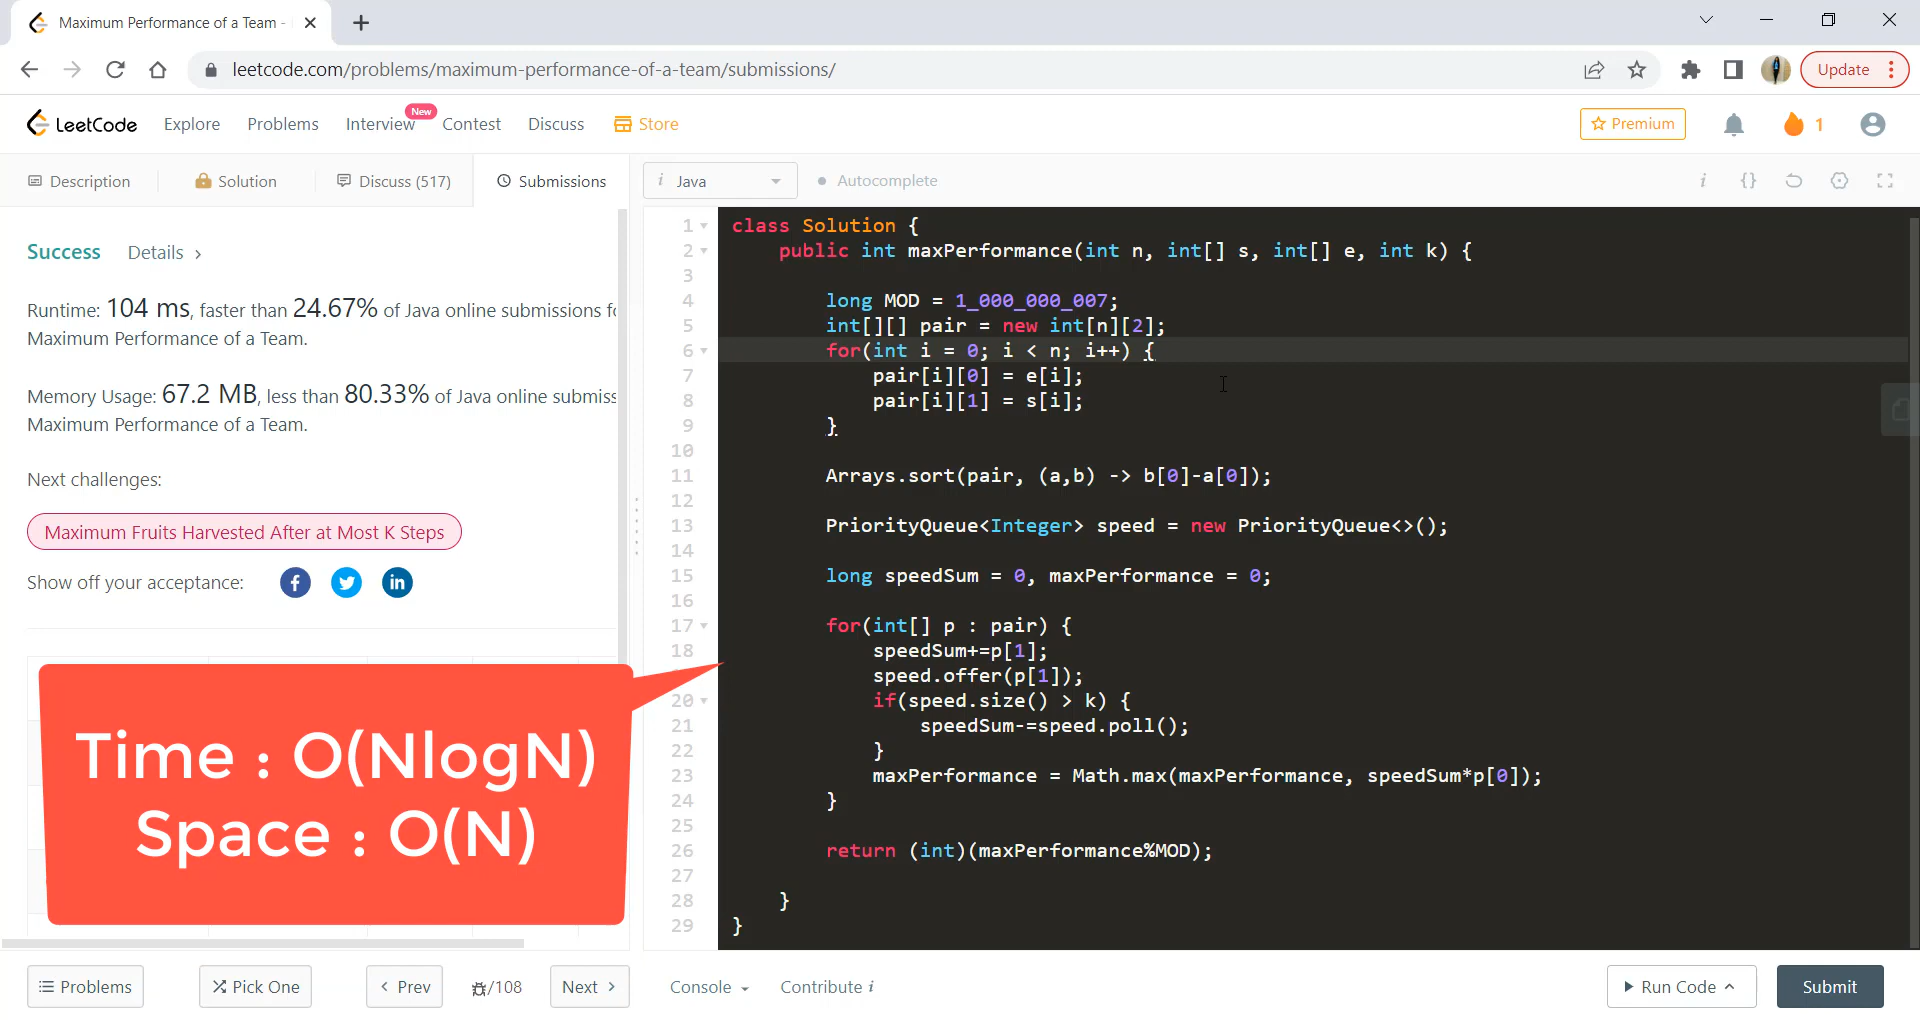 Maximum Performance of a Team -
leetcode.com/problems/maximum-performance-of-a-team/submissions/
Update
LeetCode
Explore
Problems
Interview
New
Contest
Discuss
Store
Premium
1
Description
Solution
Discuss (517)
Submissions
i Java
Autocomplete
i
{}
Success
Details
Runtime: 104 ms, faster than 24.67% of Java online submissions fo
Maximum Performance of a Team.
Memory Usage: 67.2 MB, less than 80.33% of Java online submiss
Maximum Performance of a Team.
Next challenges:
Maximum Fruits Harvested After at Most K Steps
Show off your acceptance:
Time : O(NlogN)
Space : O(N)
1 class Solution {
2 public int maxPerformance(int n, int[] s, int[] e, int k) {
3
4 long MOD = 1_000_000_007;
5 int[][] pair = new int[n][2];
6 for(int i = 0; i < n; i++) {
7 pair[i][0] = e[i];
8 pair[i][1] = s[i];
9 }
10
11 Arrays.sort(pair, (a,b) -> b[0]-a[0]);
12
13 PriorityQueue<Integer> speed = new PriorityQueue<>();
14
15 long speedSum = 0, maxPerformance = 0;
16
17 for(int[] p : pair) {
18 speedSum+=p[1];
speed.offer(p[1]);
20 if(speed.size() > k) {
21 speedSum-=speed.poll();
22 }
23 maxPerformance = Math.max(maxPerformance, speedSum*p[0]);
24 }
25
26 return (int)(maxPerformance%MOD);
27
28 }
29 }
Problems
Pick One
Prev
/108
Next
Console
Contribute i
Run Code
Submit